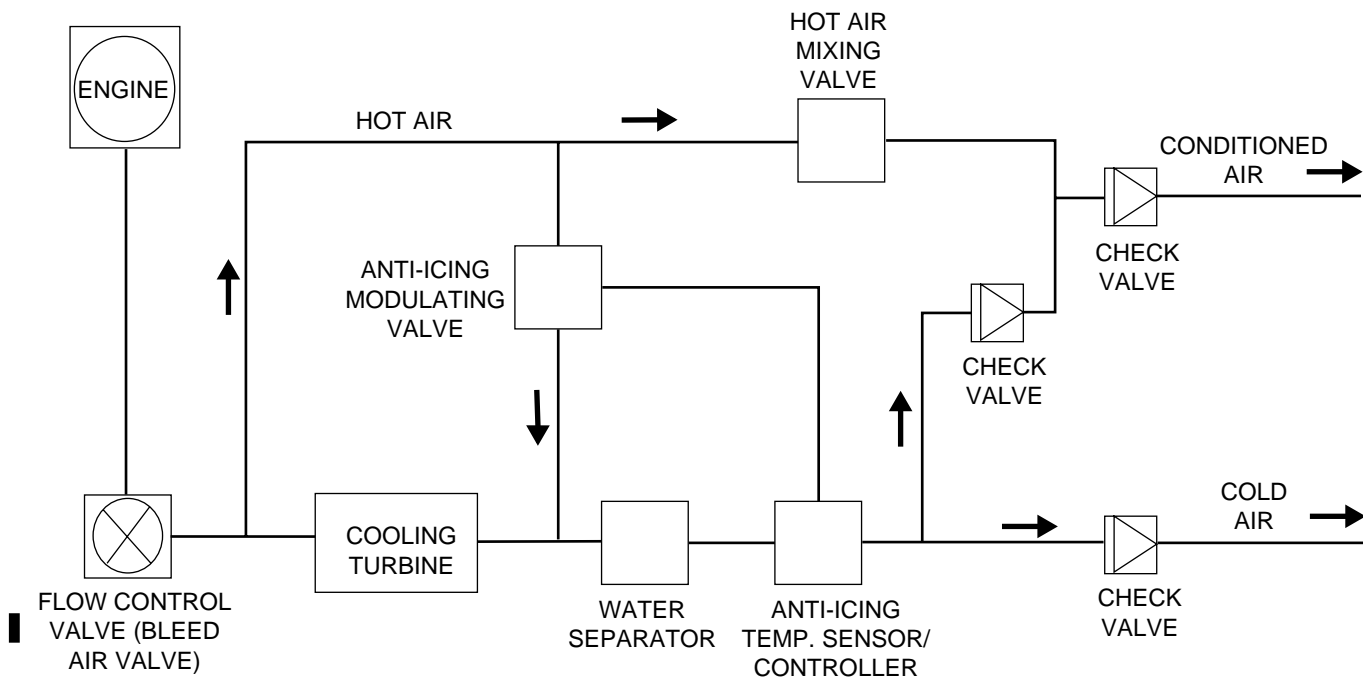 HOT AIR
MIXING
VALVE
ENGINE
HOT AIR
CONDITIONED
AIR
CHECK
VALVE
ANTI-ICING
MODULATING
VALVE
CHECK
VALVE
COLD
AIR
COOLING
TURBINE
FLOW CONTROL
VALVE (BLEED
AIR VALVE)
WATER
SEPARATOR
ANTI-ICING
TEMP. SENSOR/
CONTROLLER
CHECK
VALVE